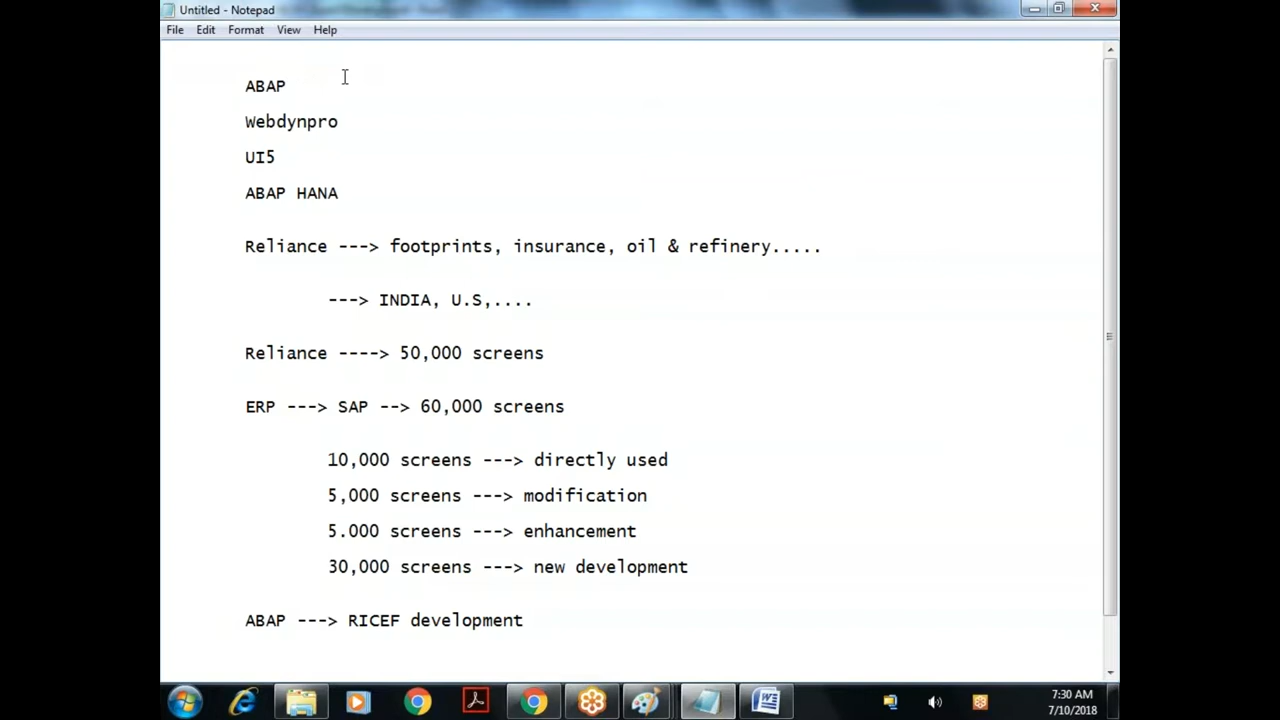 Untitled - Notepad
File Edit Format View Help
ABAP
Webdynpro
UI5
ABAP HANA
Reliance ---> footprints, insurance, oil & refinery.....
---> INDIA, U.S,....
Reliance ----> 50,000 screens
ERP ---> SAP --> 60,000 screens
10,000 screens ---> directly used
5,000 screens ---> modification
5.000 screens ---> enhancement
30,000 screens ---> new development
ABAP ---> RICEF development
7:30 AM
7/10/2018